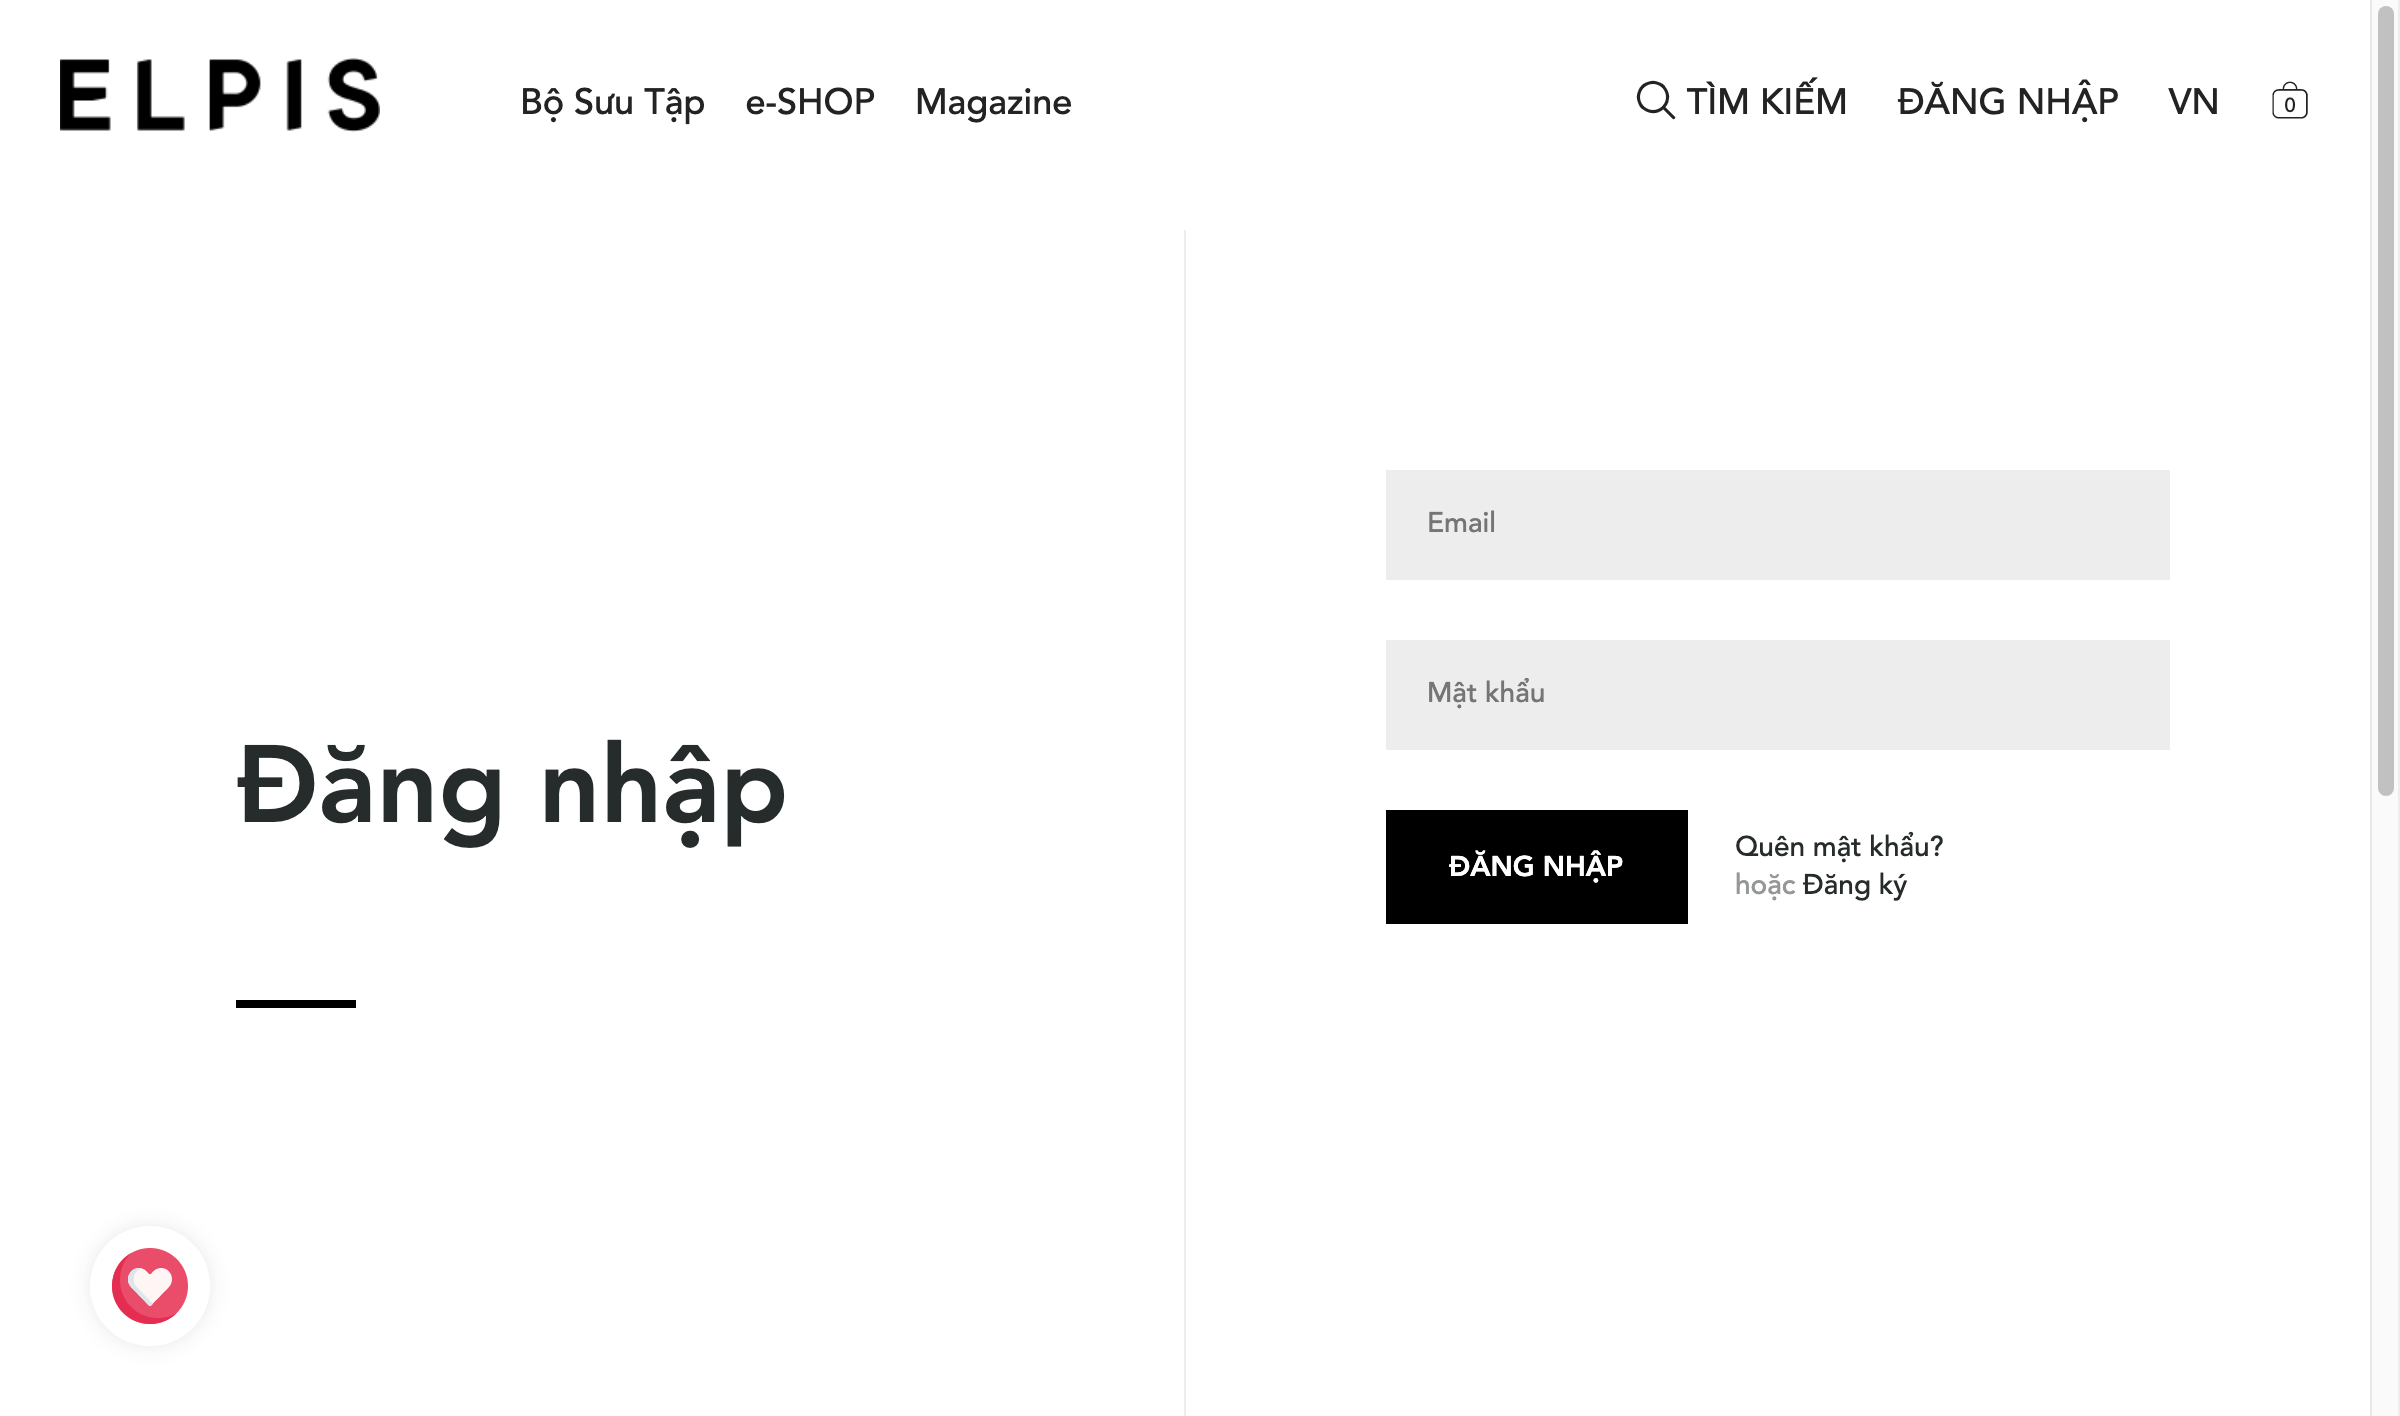 ELPIS
Bộ Sưu Tập e-SHOP Magazine
TÌM KIẾM ĐĂNG NHẬP VN 0
Đăng nhập
Email
Mật khẩu
ĐĂNG NHẬP
Quên mật khẩu?
hoặc Đăng ký